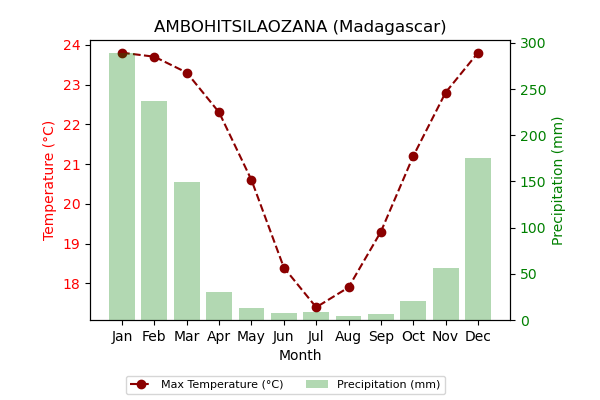 AMBOHITSILAOZANA (Madagascar)
24
23
22
21
20
19
18
Temperature (°C)
300
250
200
150
100
50
0
Precipitation (mm)
Jan Feb Mar Apr May Jun Jul Aug Sep Oct Nov Dec
Month
Max Temperature (°C) Precipitation (mm)